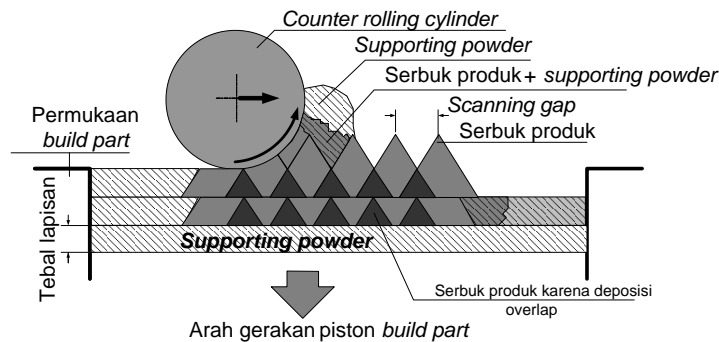 Counter rolling cylinder
Supporting powder
Serbuk produk + supporting powder
Scanning gap
Serbuk produk
Permukaan
build part
Tebal lapisan
Supporting powder
Serbuk produk karena deposisi
overlap
Arah gerakan piston build part